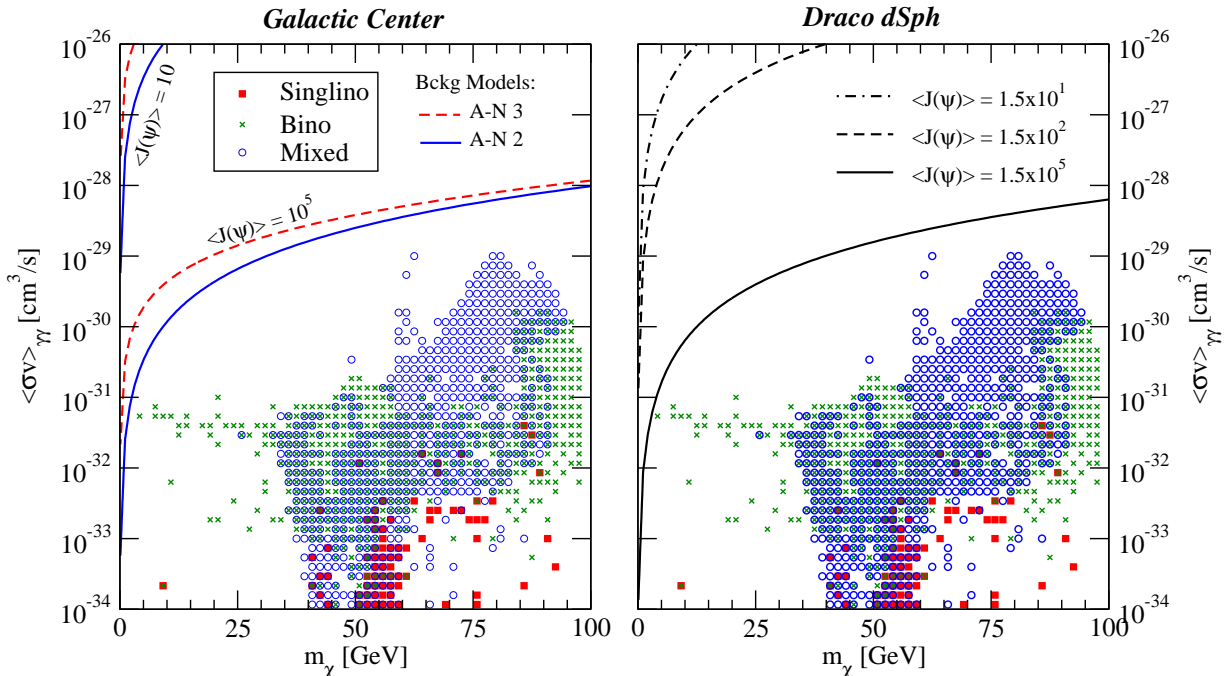 Galactic Center
Draco dSph
10^-26
10^-27
10^-28
10^-29
10^-30
10^-31
10^-32
10^-33
10^-34
<σv>_γγ [cm^3/s]
<J(ψ)> = 10
<J(ψ)> = 10^5
Singlino
Bino
Mixed
Bckg Models:
A-N 3
A-N 2
0 25 50 75 100
m_χ [GeV]
<J(ψ)> = 1.5x10^1
<J(ψ)> = 1.5x10^2
<J(ψ)> = 1.5x10^5
0 25 50 75 100
m_χ [GeV]
10^-26
10^-27
10^-28
10^-29
10^-30
10^-31
10^-32
10^-33
10^-34
<σv>_γγ [cm^3/s]